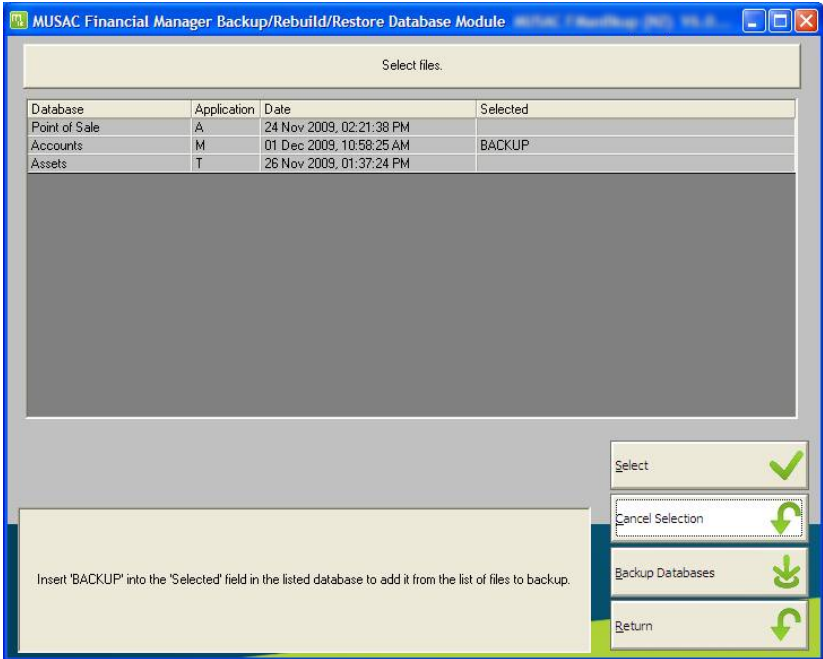 MUSAC Financial Manager Backup/Rebuild/Restore Database Module
Select files.
Database Application Date Selected
Point of Sale A 24 Nov 2009, 02:21:38 PM
Accounts M 01 Dec 2009, 10:58:25 AM BACKUP
Assets T 26 Nov 2009, 01:37:24 PM
Select
Cancel Selection
Insert 'BACKUP' into the 'Selected' field in the listed database to add it from the list of files to backup.
Backup Databases
Return